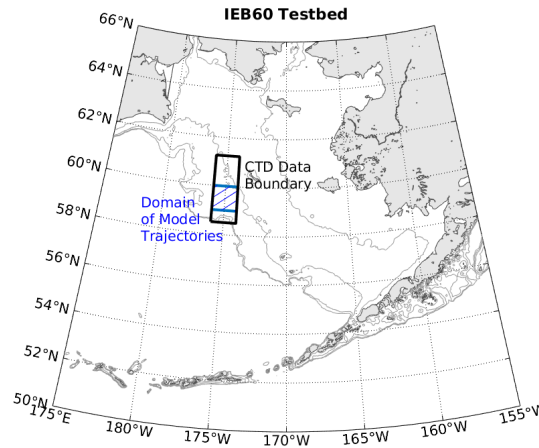 IEB60 Testbed
66°N
64°N
62°N
60°N
58°N
56°N
54°N
52°N
50°N
CTD Data
Boundary
Domain
of Model
Trajectories
175°E
180°W
175°W
170°W
165°W
160°W
155°W